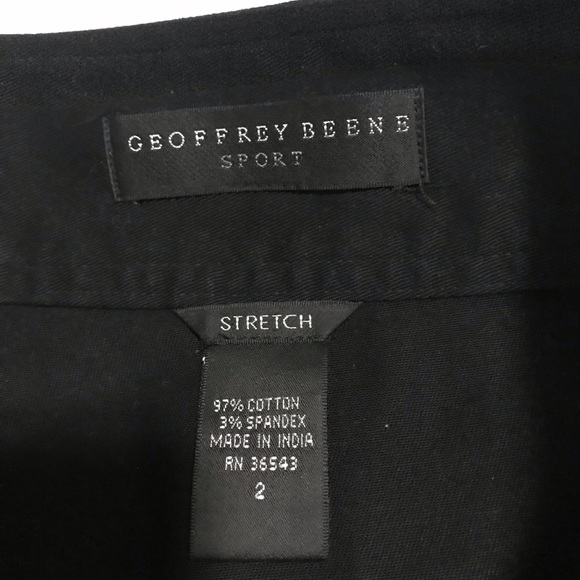 GEOFFREY BEENE
SPORT
STRETCH
97% COTTON
3% SPANDEX
MADE IN INDIA
RN 36543
2